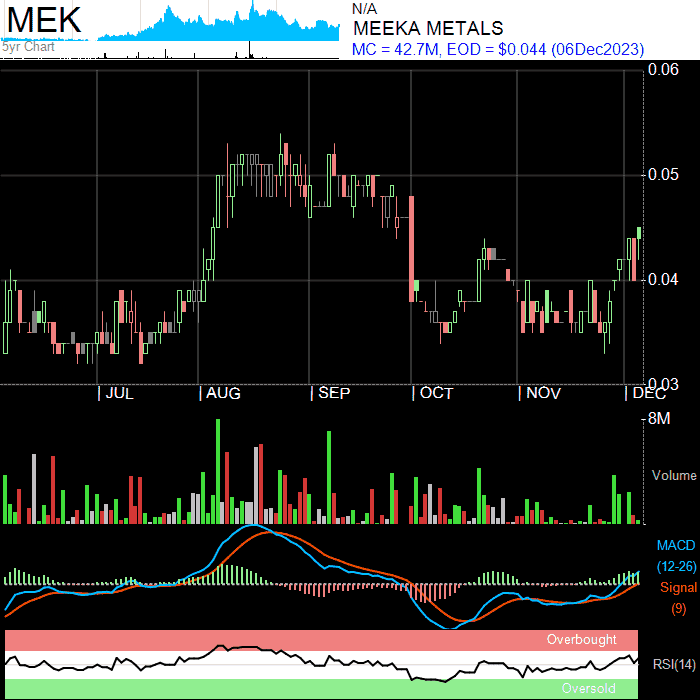 MEK
5yr Chart
N/A
MEEKA METALS
MC = 42.7M, EOD = $0.044 (06Dec2023)
0.06
0.05
0.04
0.03
| JUL | AUG | SEP | OCT | NOV | DEC
8M
Volume
MACD
(12-26)
Signal
(9)
Overbought
RSI(14)
Oversold